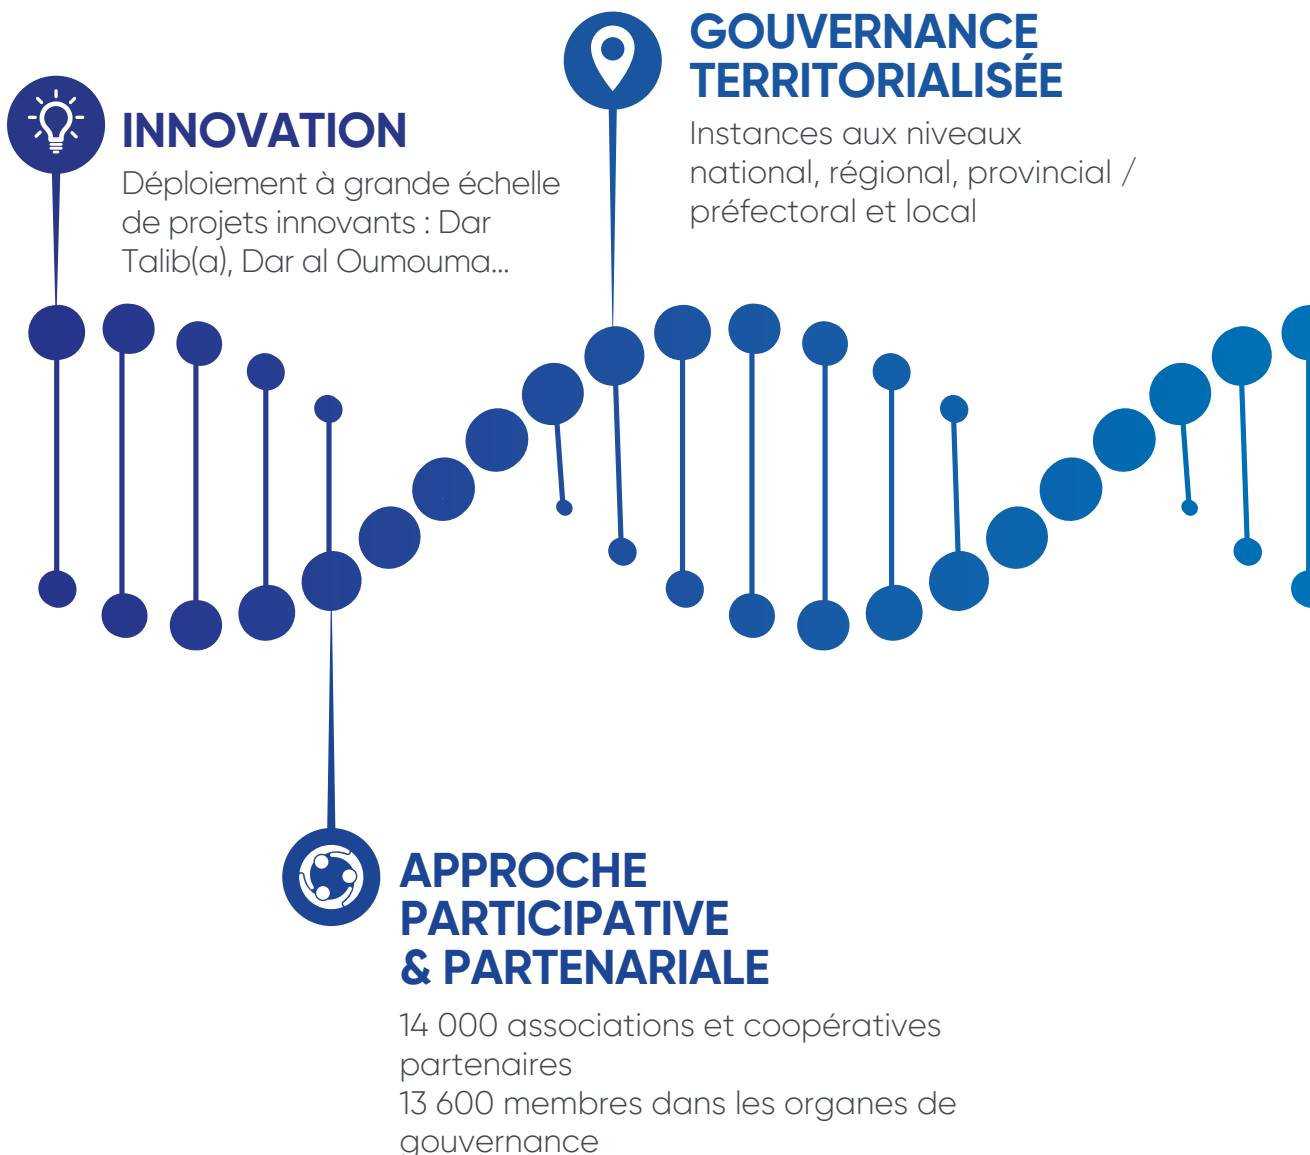 INNOVATION
Déploiement à grande échelle
de projets innovants : Dar
Talib(a), Dar al Oumouma...
GOUVERNANCE
TERRITORIALISÉE
Instances aux niveaux
national, régional, provincial /
préfectoral et local
APPROCHE
PARTICIPATIVE
& PARTENARIALE
14 000 associations et coopératives
partenaires
13 600 membres dans les organes de
gouvernance